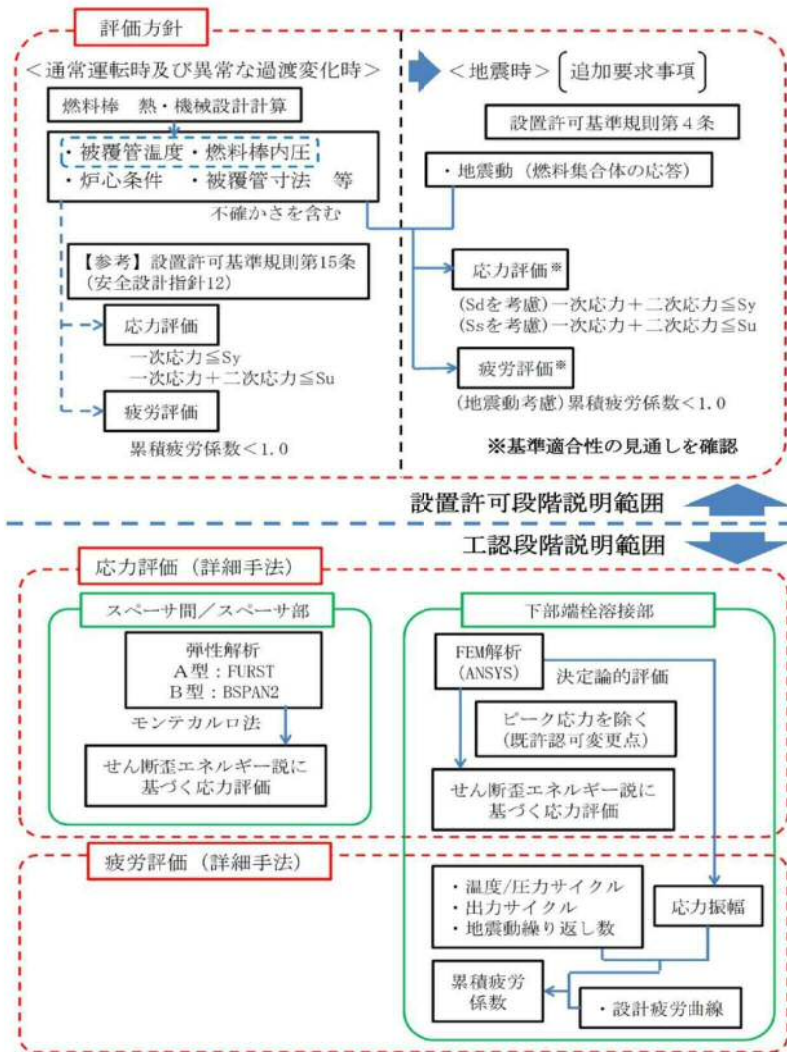 評価方針
＜通常運転時及び異常な過渡変化時＞
燃料棒　熱・機械設計計算
・被覆管温度・燃料棒内圧
・炉心条件　・被覆管寸法　等
不確かさを含む
【参考】設置許可基準規則第15条
(安全設計指針12)
応力評価
一次応力≦Sy
一次応力＋二次応力≦Su
疲労評価
累積疲労係数＜1.0
＜地震時＞
追加要求事項
設置許可基準規則第４条
・地震動（燃料集合体の応答）
応力評価※
(Sdを考慮)一次応力＋二次応力≦Sy
(Ssを考慮)一次応力＋二次応力≦Su
疲労評価※
(地震動考慮)累積疲労係数＜1.0
※基準適合性の見通しを確認
設置許可段階説明範囲
工認段階説明範囲
応力評価（詳細手法）
スペーサ間／スペーサ部
弾性解析
Ａ型：FURST
Ｂ型：BSPAN2
モンテカルロ法
せん断歪エネルギー説に
基づく応力評価
下部端栓溶接部
FEM解析
(ANSYS)
決定論的評価
ピーク応力を除く
(既許認可変更点)
せん断歪エネルギー説に
基づく応力評価
疲労評価（詳細手法）
・温度/圧力サイクル
・出力サイクル
・地震動繰り返し数
応力振幅
累積疲労
係数
・設計疲労曲線